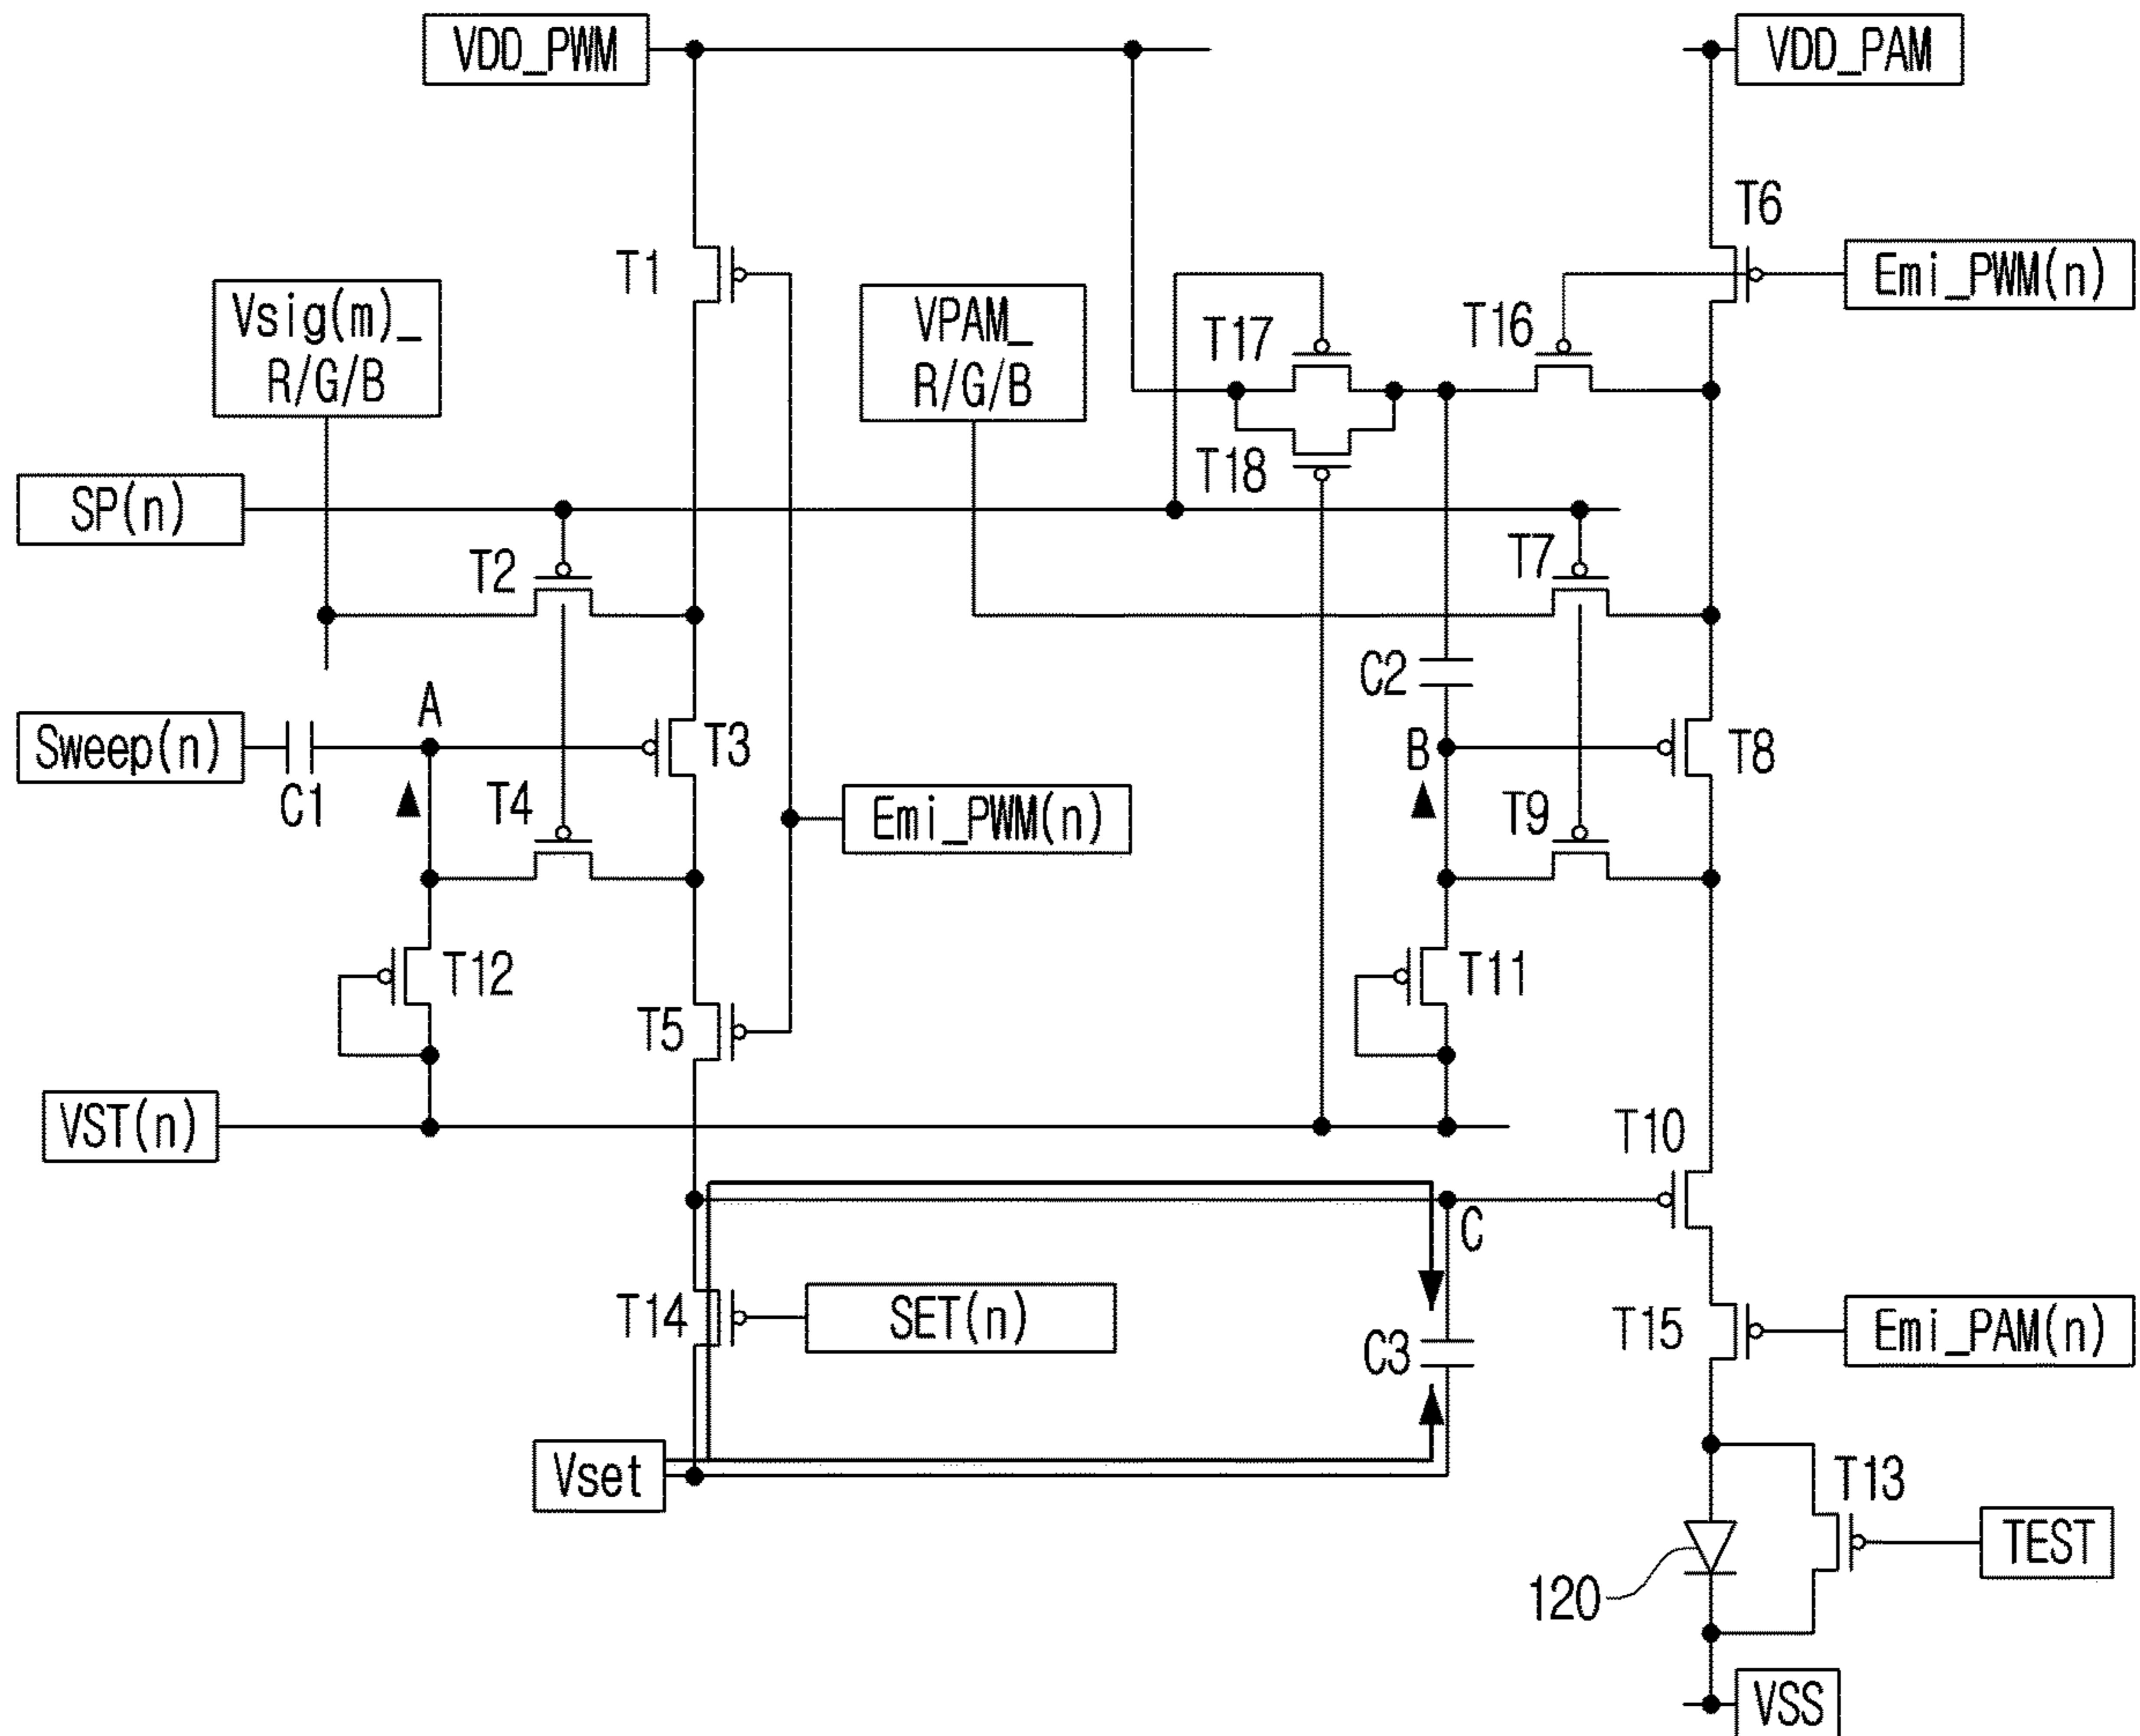 VDD_PWM
VDD_PAM
T6
T1
Emi_PWM(n)
Vsig(m)_
R/G/B
VPAM_
R/G/B
T17
T16
T18
SP(n)
T2
T7
C2
A
Sweep(n)
C1
T3
B
T8
T4
T9
Emi_PWM(n)
T12
T11
T5
VST(n)
T10
C
T14
SET(n)
C3
T15
Emi_PAM(n)
Vset
T13
TEST
120
VSS